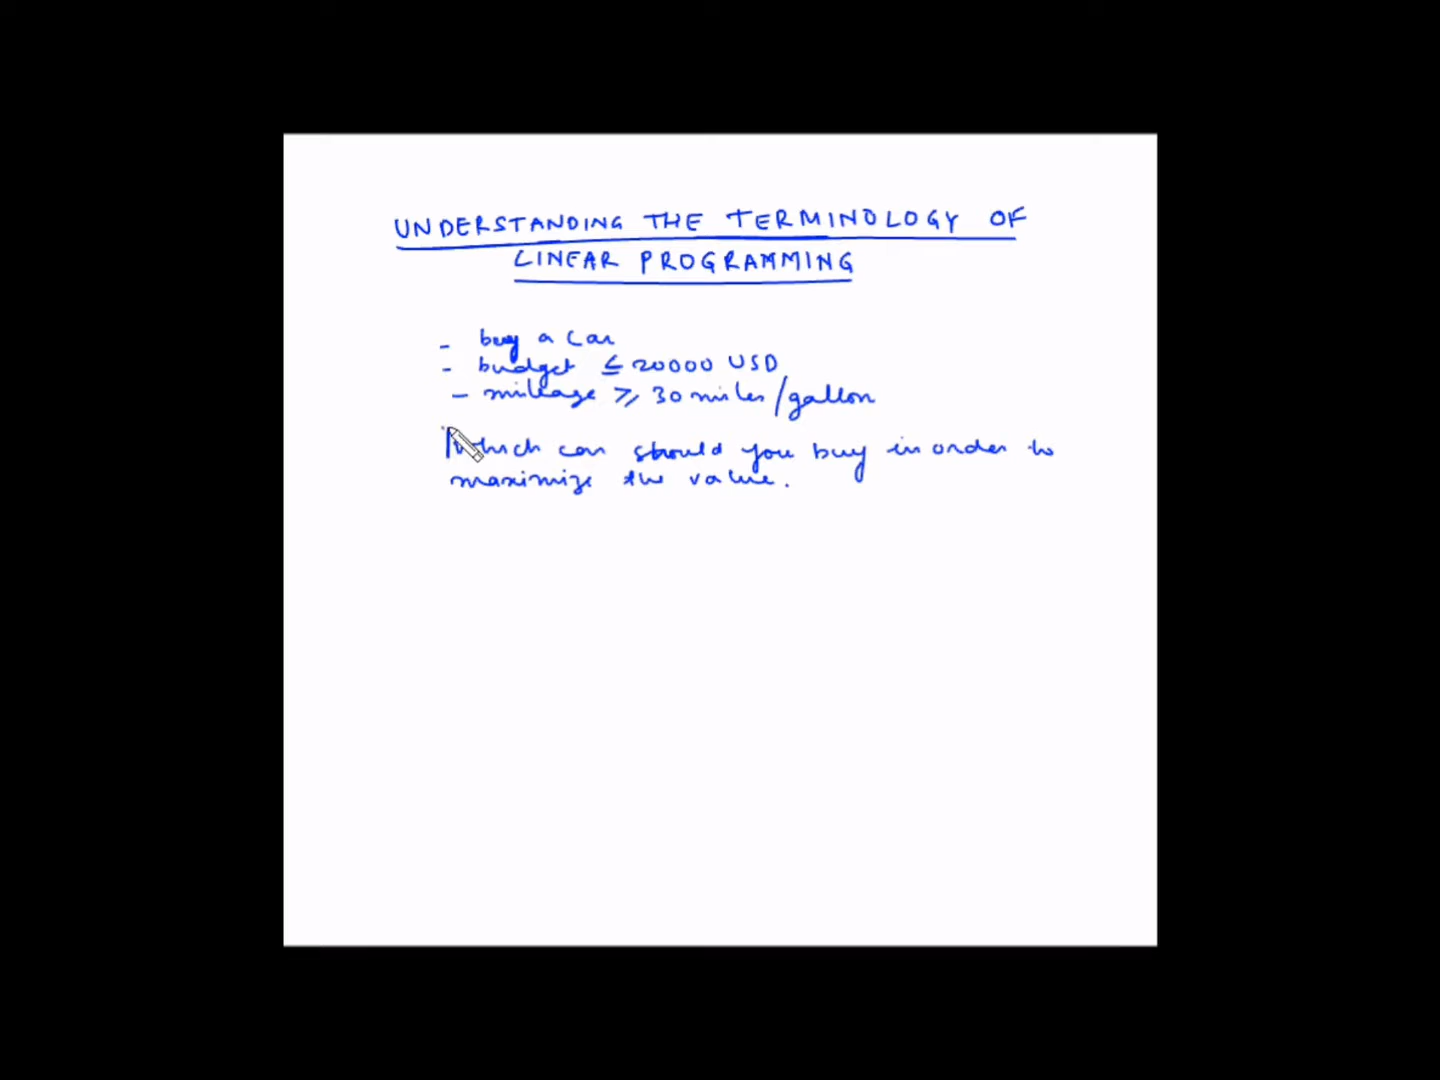 UNDERSTANDING THE TERMINOLOGY OF
LINEAR PROGRAMMING
- buy a car
- budget ≤ 20000 USD
- mileage ≥ 30 miles/gallon
Which car should you buy in order to
maximize the value.